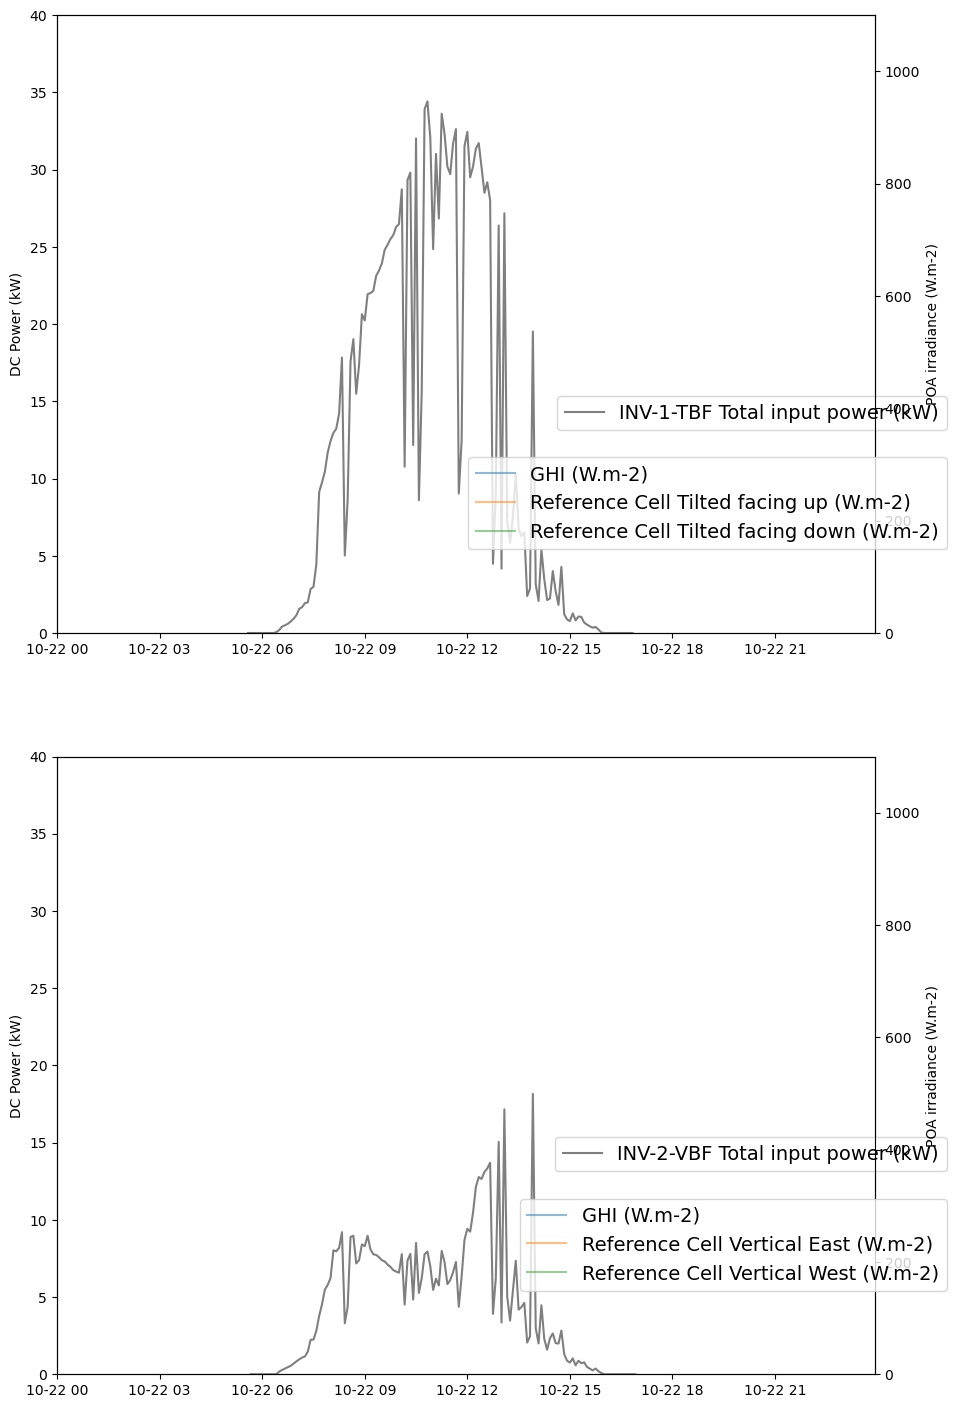 40
35
30
25
20
15
10
5
0
DC Power (kW)
1000
800
600
400
200
0
POA irradiance (W.m-2)
INV-1-TBF Total input power (kW)
GHI (W.m-2)
Reference Cell Tilted facing up (W.m-2)
Reference Cell Tilted facing down (W.m-2)
10-22 00 10-22 03 10-22 06 10-22 09 10-22 12 10-22 15 10-22 18 10-22 21
40
35
30
25
20
15
10
5
0
DC Power (kW)
1000
800
600
400
200
0
POA irradiance (W.m-2)
INV-2-VBF Total input power (kW)
GHI (W.m-2)
Reference Cell Vertical East (W.m-2)
Reference Cell Vertical West (W.m-2)
10-22 00 10-22 03 10-22 06 10-22 09 10-22 12 10-22 15 10-22 18 10-22 21